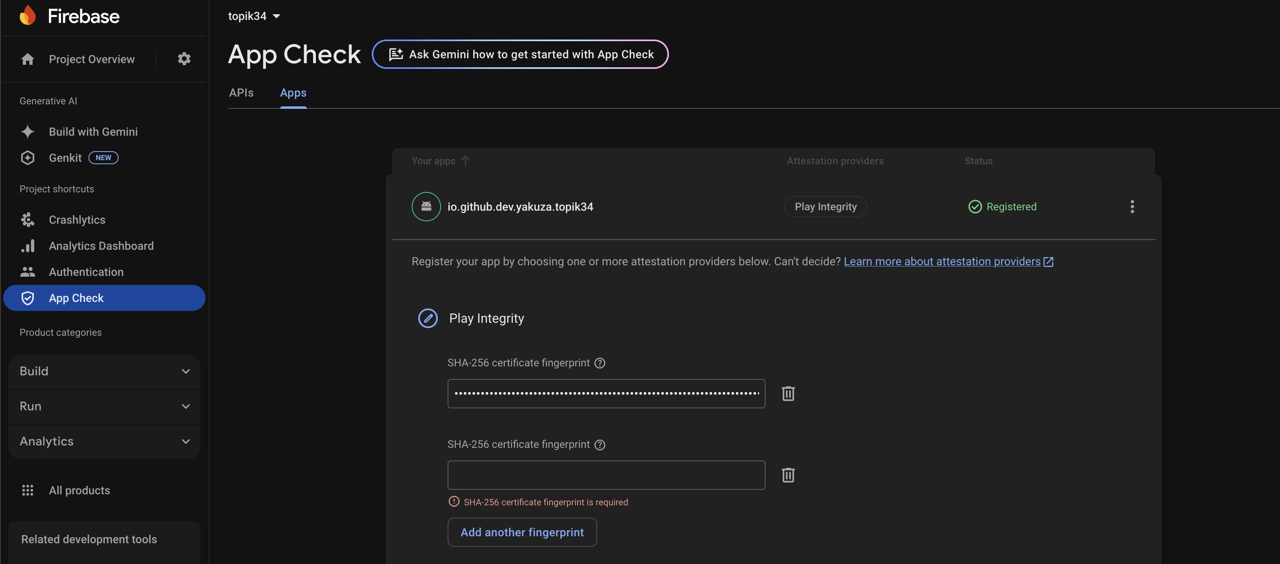 Firebase
Project Overview
Generative AI
Build with Gemini
Genkit NEW
Project shortcuts
Crashlytics
Analytics Dashboard
Authentication
App Check
Product categories
Build
Run
Analytics
All products
Related development tools
topik34
App Check Ask Gemini how to get started with App Check
APIs Apps
Your apps Attestation providers Status
io.github.dev.yakuza.topik34 Play Integrity Registered
Register your app by choosing one or more attestation providers below. Can't decide? Learn more about attestation providers
Play Integrity
SHA-256 certificate fingerprint
SHA-256 certificate fingerprint
SHA-256 certificate fingerprint is required
Add another fingerprint